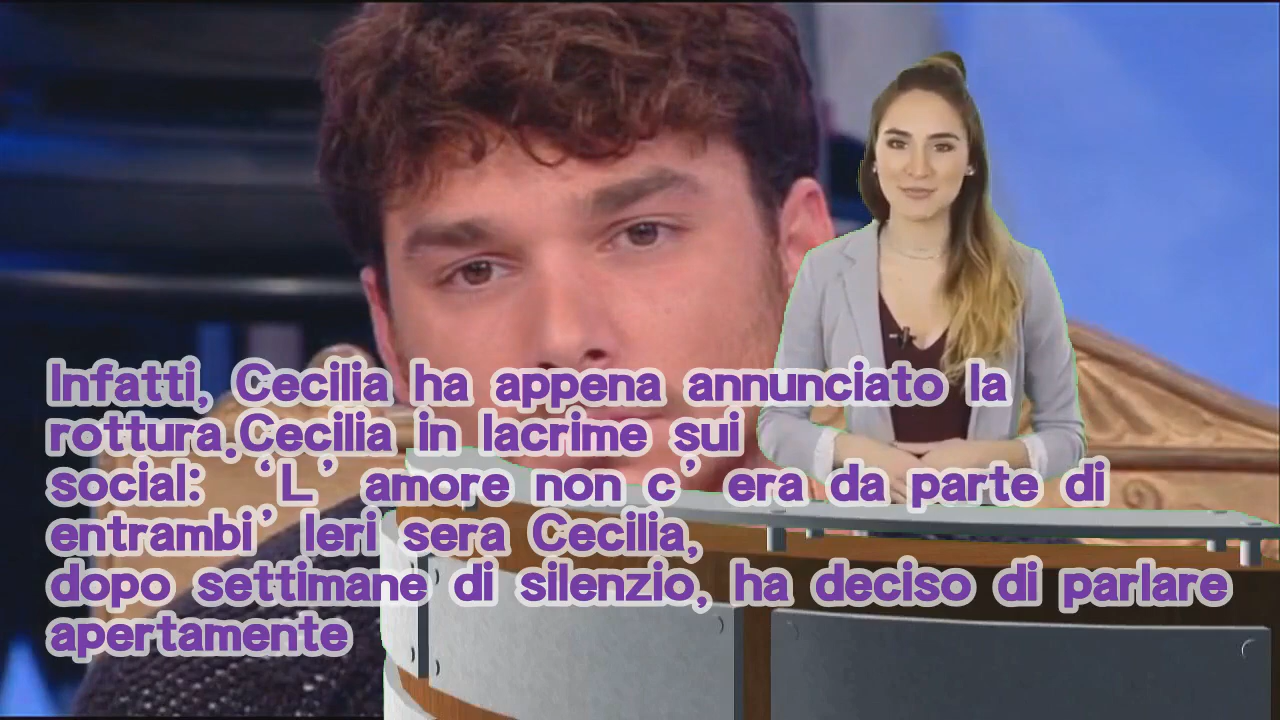 Infatti, Cecilia ha appena annunciato la
rottura.Cecilia in lacrime sui
social: ‘L’ amore non c’ era da parte di
entrambi’ Ieri sera Cecilia,
dopo settimane di silenzio, ha deciso di parlare
apertamente